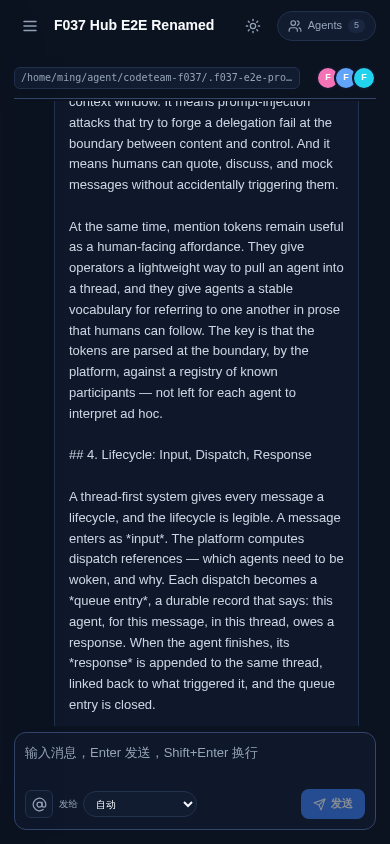 F037 Hub E2E Renamed
Agents 5
/home/ming/agent/codeteam-f037/.f037-e2e-pro…
F F F
context window. It means prompt-injection
attacks that try to forge a delegation fail at the
boundary between content and control. And it
means humans can quote, discuss, and mock
messages without accidentally triggering them.
At the same time, mention tokens remain useful
as a human-facing affordance. They give
operators a lightweight way to pull an agent into
a thread, and they give agents a stable
vocabulary for referring to one another in prose
that humans can follow. The key is that the
tokens are parsed at the boundary, by the
platform, against a registry of known
participants — not left for each agent to
interpret ad hoc.
## 4. Lifecycle: Input, Dispatch, Response
A thread-first system gives every message a
lifecycle, and the lifecycle is legible. A message
enters as *input*. The platform computes
dispatch references — which agents need to be
woken, and why. Each dispatch becomes a
*queue entry*, a durable record that says: this
agent, for this message, in this thread, owes a
response. When the agent finishes, its
*response* is appended to the same thread,
linked back to what triggered it, and the queue
entry is closed.
输入消息，Enter 发送，Shift+Enter 换行
发给 自动 发送